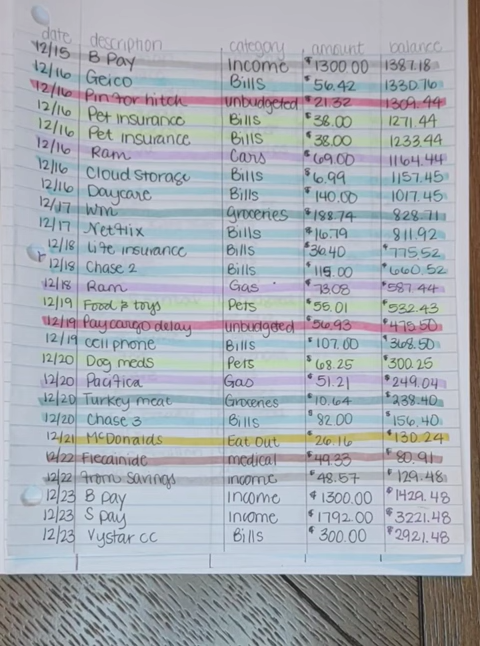 date description category amount balance
12/15 B Pay Income $1300.00 1387.18
12/16 Geico Bills $56.42 1330.76
12/16 Pin for hitch unbudgeted $21.32 1309.44
12/16 Pet insurance Bills $38.00 1271.44
12/16 Pet insurance Bills $38.00 1233.44
12/16 Ram Cars $69.00 1164.44
12/16 Cloud Storage Bills $6.99 1157.45
12/16 Daycare Bills $140.00 1017.45
12/17 Wm Groceries $188.74 828.71
12/17 Netflix Bills $16.79 811.92
12/18 Life insurance Bills $36.40 $775.52
12/18 Chase 2 Bills $115.00 $660.52
12/18 Ram Gas $73.08 $587.44
12/19 Food & toys Pets $55.01 $532.43
12/19 Paycargo delay unbudgeted $56.93 $475.50
12/19 Cell phone Bills $107.00 $368.50
12/20 Dog meds Pets $68.25 $300.25
12/20 Pacifica Gas $51.21 $249.04
12/20 Turkey meat Groceries $10.64 $238.40
12/20 Chase 3 Bills $82.00 $156.40
12/21 McDonalds Eat Out $26.16 $130.24
12/22 Flecainide medical $49.33 $80.91
12/22 From Savings income $48.57 $129.48
12/23 B pay Income $1300.00 $1429.48
12/23 S pay Income $1792.00 $3221.48
12/23 Vystar cc Bills $300.00 $2921.48